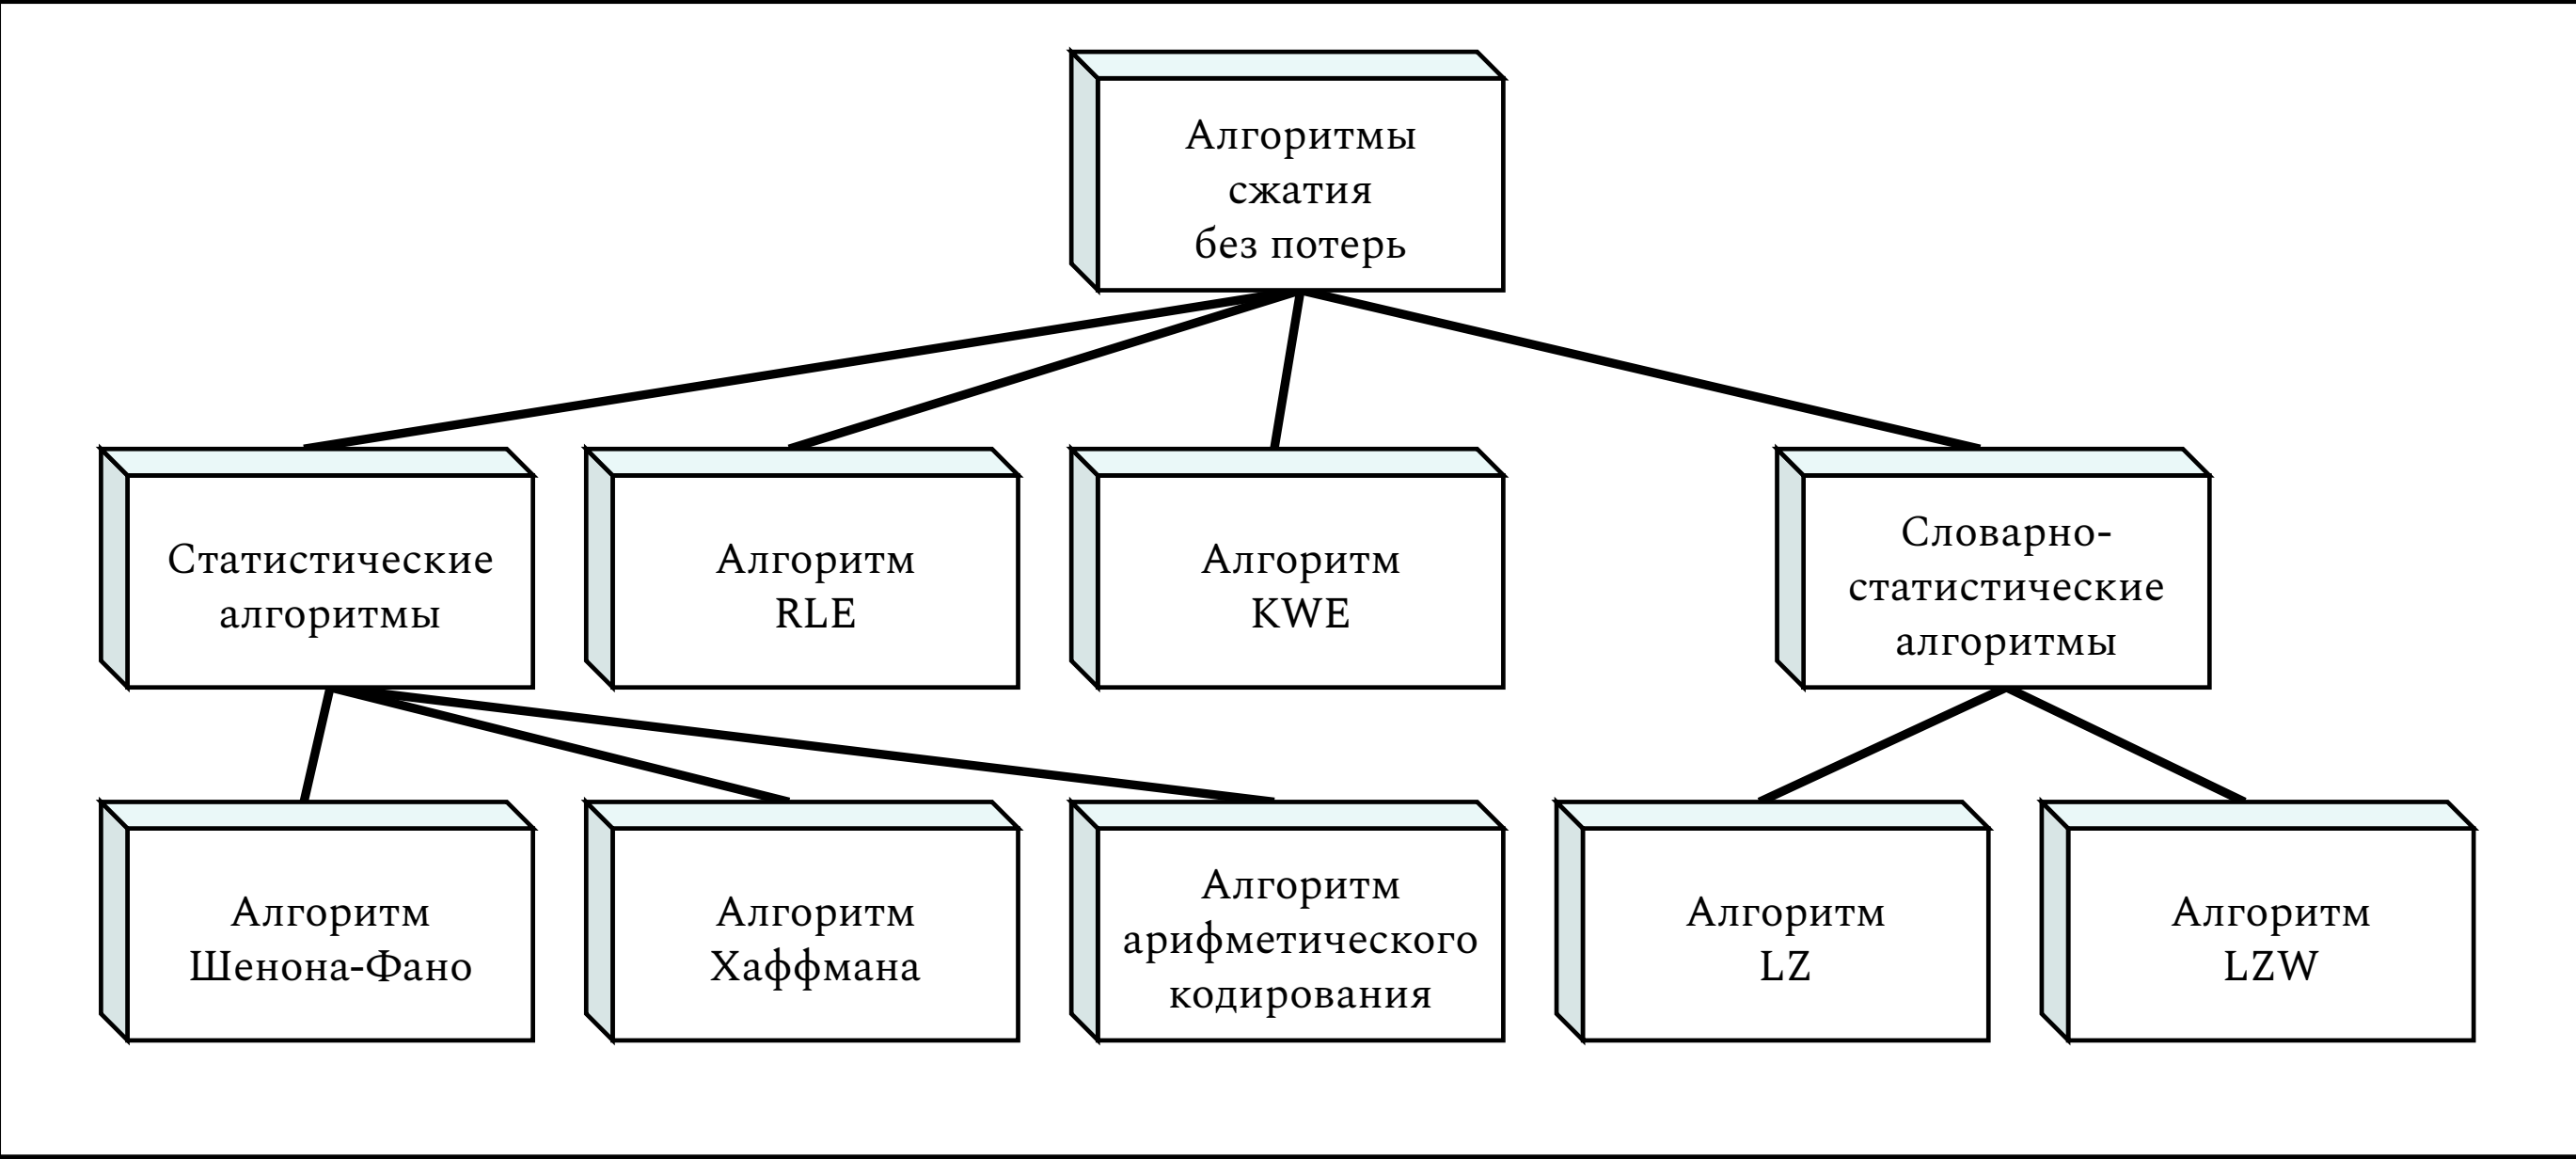 Алгоритмы
сжатия
без потерь
Статистические
алгоритмы
Алгоритм
RLE
Алгоритм
KWE
Словарно-
статистические
алгоритмы
Алгоритм
Шенона-Фано
Алгоритм
Хаффмана
Алгоритм
арифметического
кодирования
Алгоритм
LZ
Алгоритм
LZW